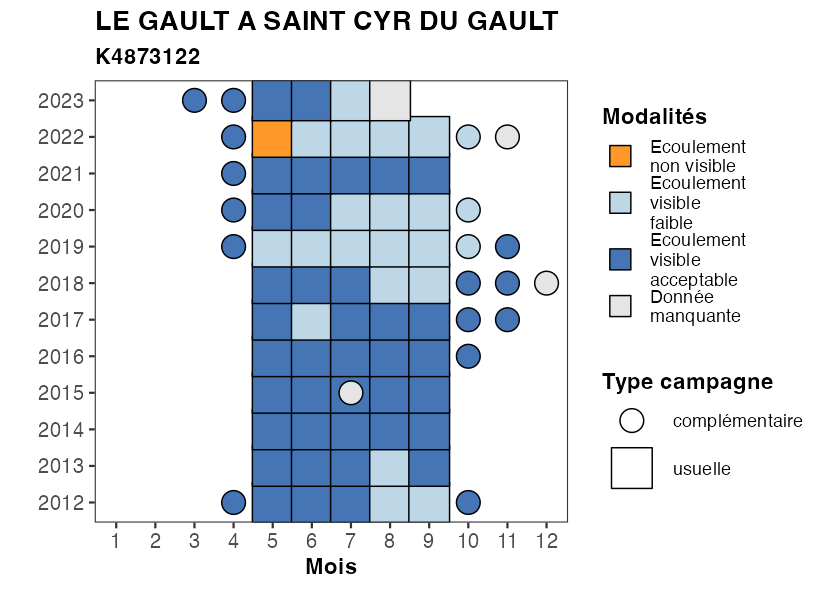 LE GAULT A SAINT CYR DU GAULT
K4873122
2023
2022
2021
2020
2019
2018
2017
2016
2015
2014
2013
2012
1 2 3 4 5 6 7 8 9 10 11 12
Mois
Modalités
Ecoulement
non visible
Ecoulement
visible
faible
Ecoulement
visible
acceptable
Donnée
manquante
Type campagne
complémentaire
usuelle